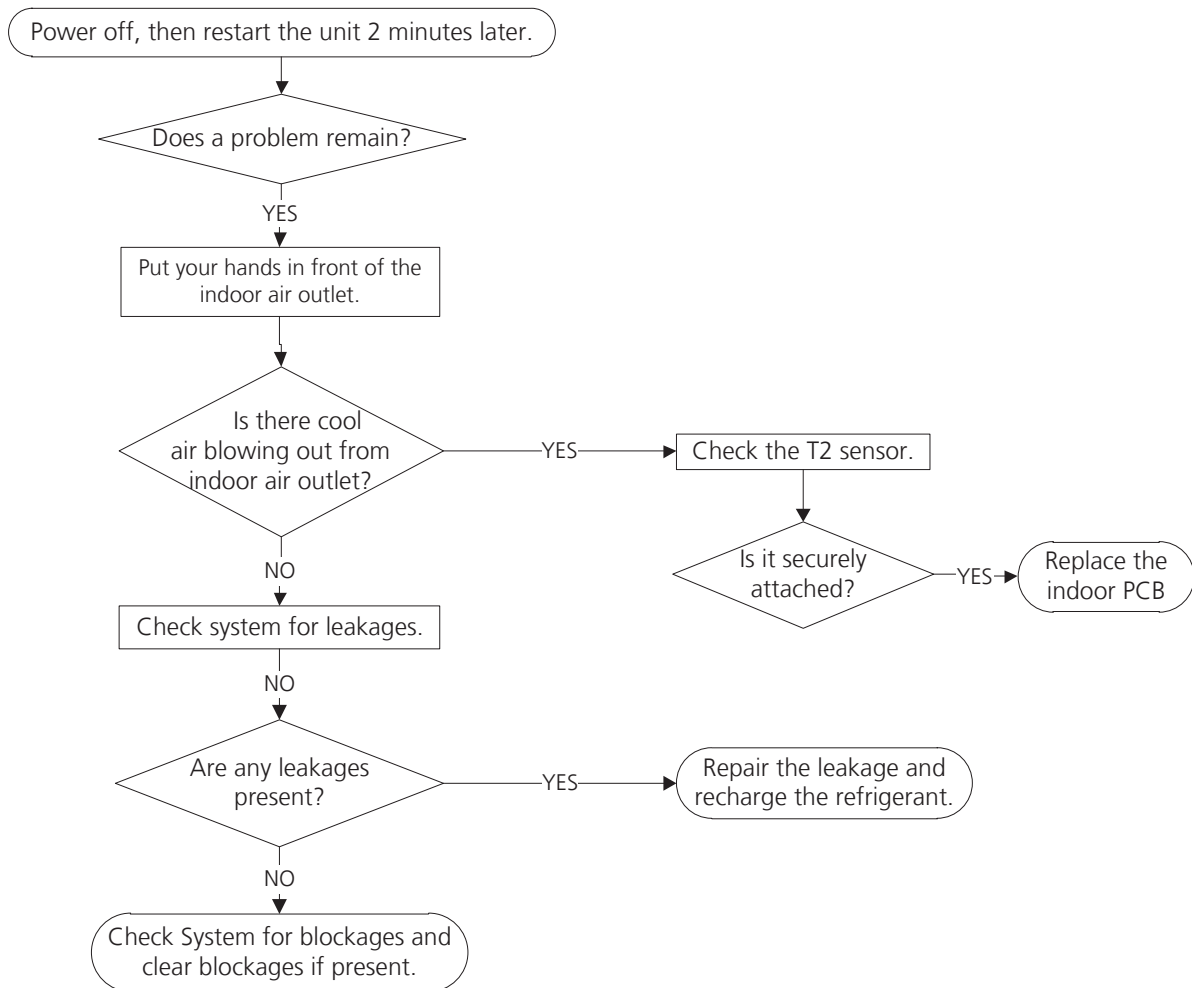 Power off, then restart the unit 2 minutes later.
Does a problem remain?
YES
Put your hands in front of the
indoor air outlet.
Is there cool
air blowing out from
indoor air outlet?
YES
Check the T2 sensor.
Is it securely
attached?
YES
Replace the
indoor PCB
NO
Check system for leakages.
NO
Are any leakages
present?
YES
Repair the leakage and
recharge the refrigerant.
NO
Check System for blockages and
clear blockages if present.